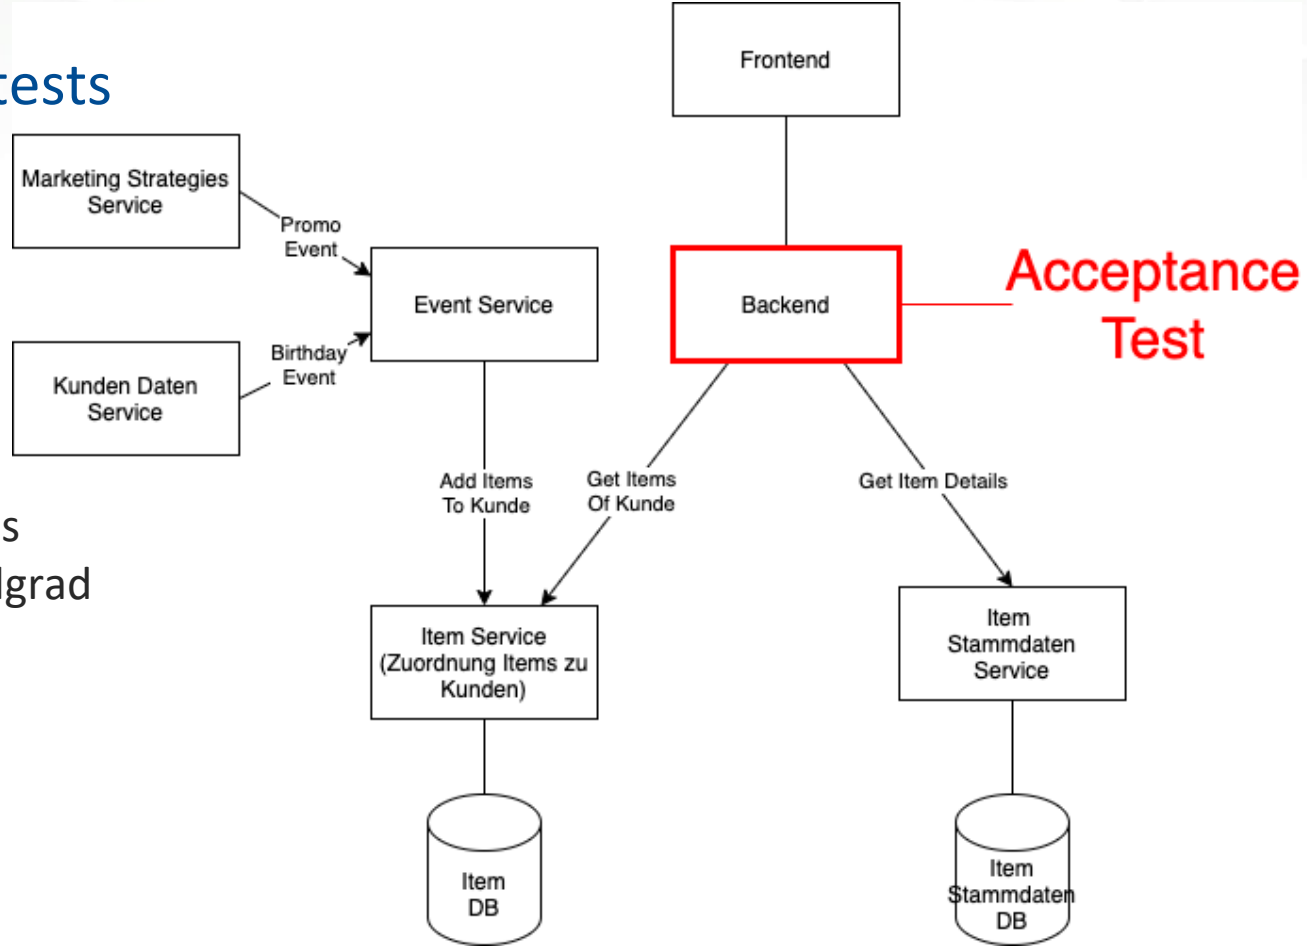 tests
Frontend
Marketing Strategies
Service
Promo
Event
Event Service
Backend
Acceptance
Test
Birthday
Event
Kunden Daten
Service
Add Items
To Kunde
Get Items
Of Kunde
Get Item Details
s
lgrad
Item Service
(Zuordnung Items zu
Kunden)
Item
Stammdaten
Service
Item
DB
Item
Stammdaten
DB